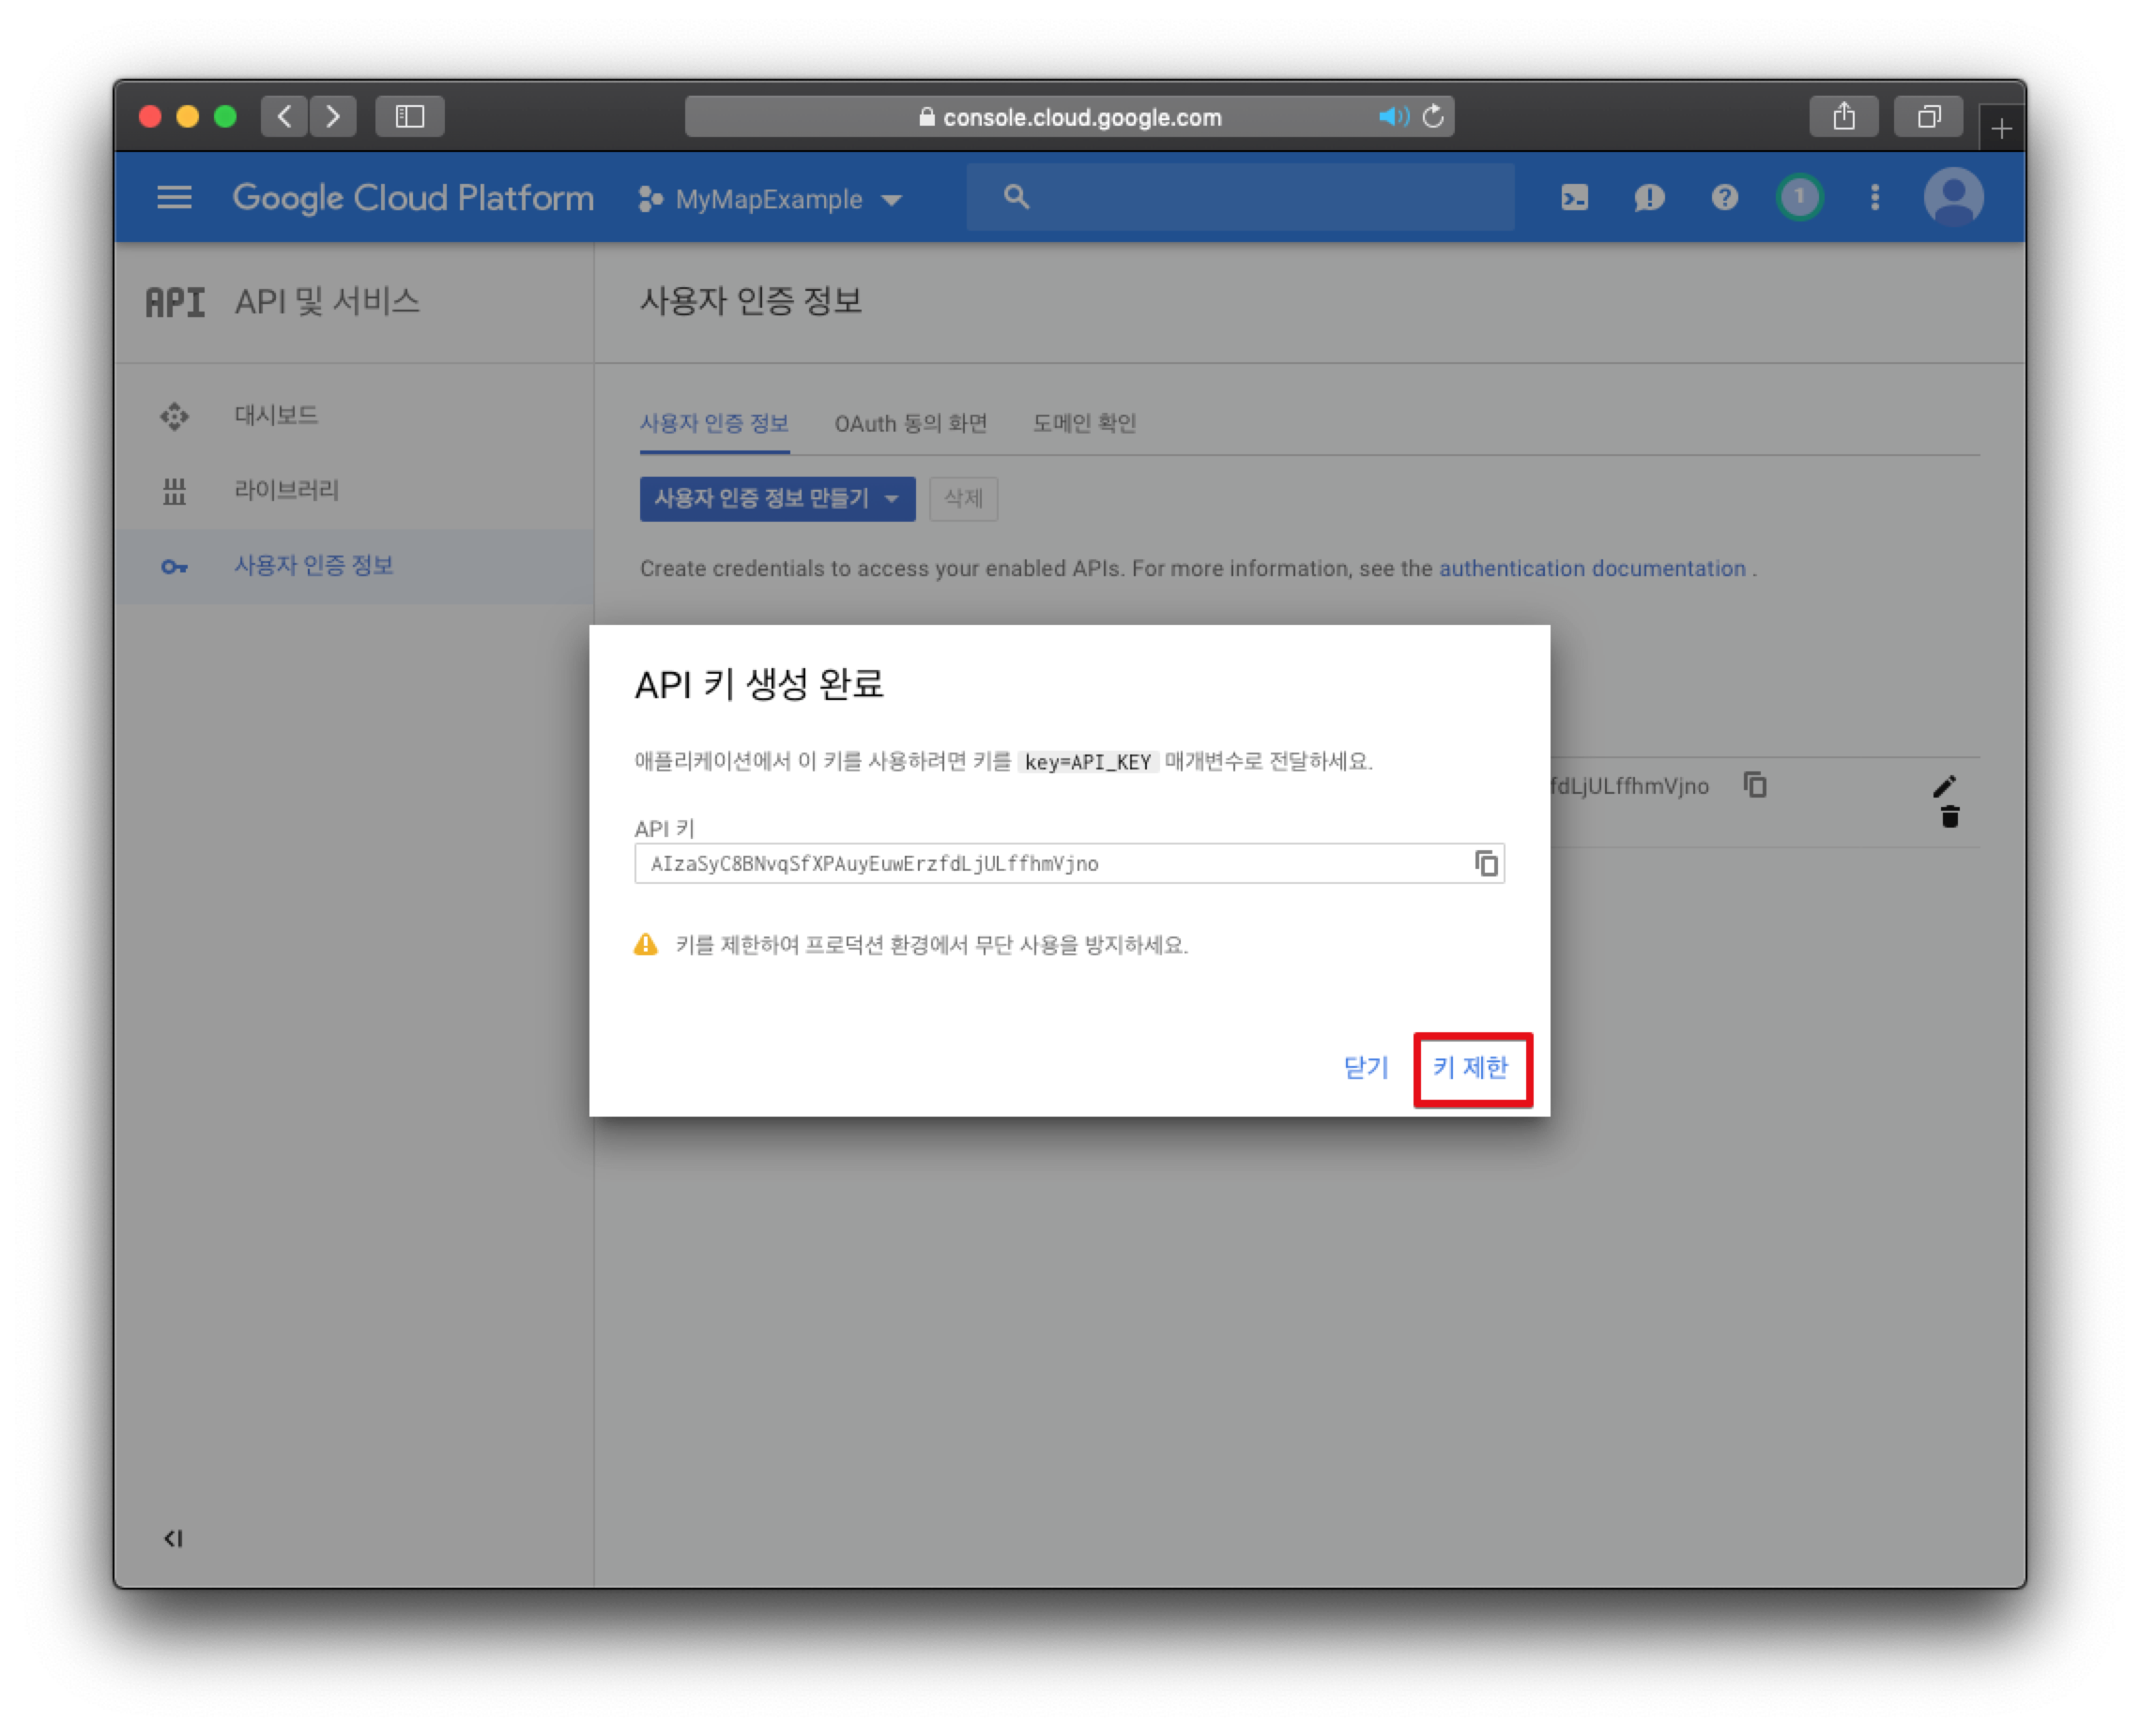 console.cloud.google.com
Google Cloud Platform
MyMapExample
1
API API 및 서비스
사용자 인증 정보
대시보드
라이브러리
사용자 인증 정보
사용자 인증 정보
OAuth 동의 화면
도메인 확인
사용자 인증 정보 만들기
삭제
Create credentials to access your enabled APIs. For more information, see the authentication documentation .
fdLjULffhmVjno
API 키 생성 완료
애플리케이션에서 이 키를 사용하려면 키를 key=API_KEY 매개변수로 전달하세요.
API 키
AIzaSyC8BNvqSfXPAuyEuwErzfdLjULffhmVjno
키를 제한하여 프로덕션 환경에서 무단 사용을 방지하세요.
닫기
키 제한